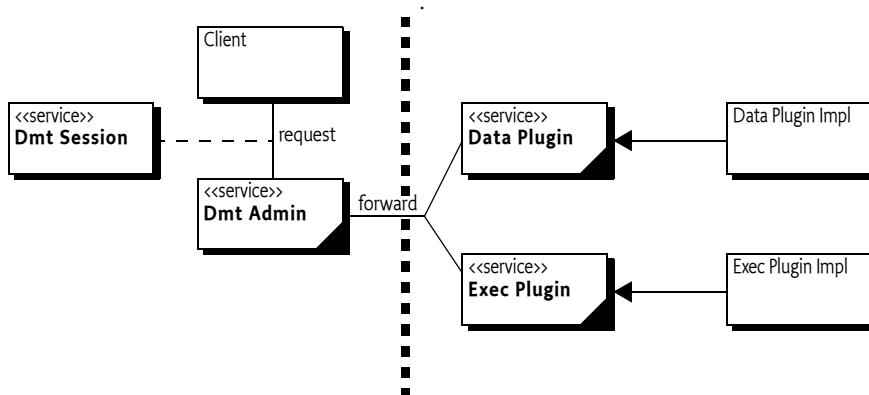 Client
<<service>>
Dmt Session
request
<<service>>
Dmt Admin
forward
<<service>>
Data Plugin
Data Plugin Impl
<<service>>
Exec Plugin
Exec Plugin Impl